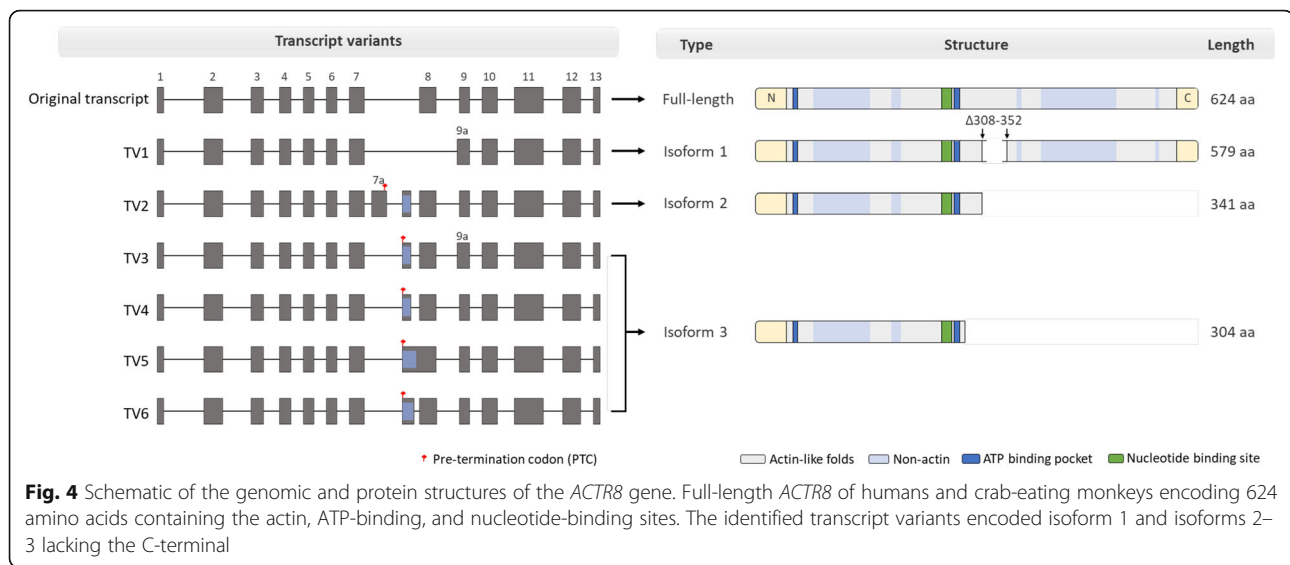 Transcript variants
Type Structure Length
1 2 3 4 5 6 7 8 9 10 11 12 13
Original transcript
Full-length N C 624 aa
Δ308-352
9a
TV1
Isoform 1 579 aa
7a
TV2
Isoform 2 341 aa
9a
TV3
TV4
Isoform 3 304 aa
TV5
TV6
Pre-termination codon (PTC)
Actin-like folds Non-actin ATP binding pocket Nucleotide binding site
Fig. 4 Schematic of the genomic and protein structures of the ACTR8 gene. Full-length ACTR8 of humans and crab-eating monkeys encoding 624
amino acids containing the actin, ATP-binding, and nucleotide-binding sites. The identified transcript variants encoded isoform 1 and isoforms 2–
3 lacking the C-terminal